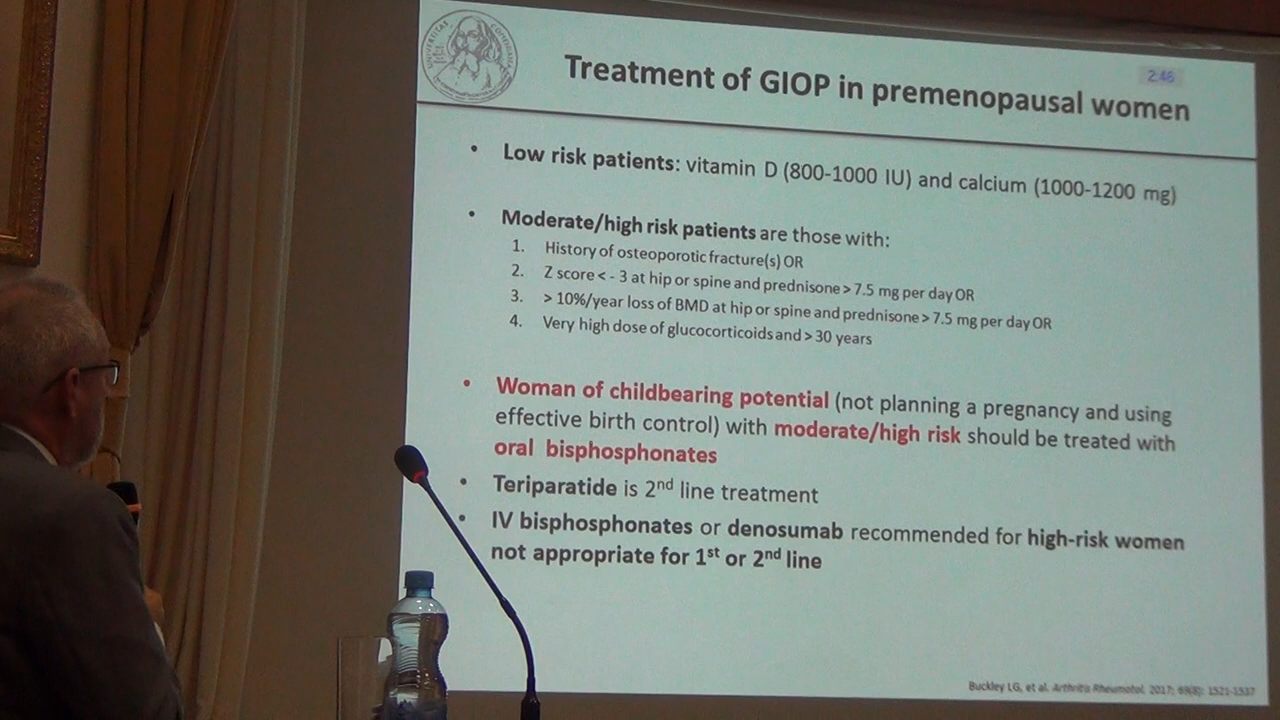 2:46
Treatment of GIOP in premenopausal women
• Low risk patients: vitamin D (800-1000 IU) and calcium (1000-1200 mg)
• Moderate/high risk patients are those with:
1. History of osteoporotic fracture(s) OR
2. Z score < - 3 at hip or spine and prednisone > 7.5 mg per day OR
3. > 10%/year loss of BMD at hip or spine and prednisone > 7.5 mg per day OR
4. Very high dose of glucocorticoids and > 30 years
• Woman of childbearing potential (not planning a pregnancy and using
effective birth control) with moderate/high risk should be treated with
oral bisphosphonates
• Teriparatide is 2nd line treatment
• IV bisphosphonates or denosumab recommended for high-risk women
not appropriate for 1st or 2nd line
Buckley LG, et al. Arthritis Rheumatol. 2017; 69(8): 1521-1537